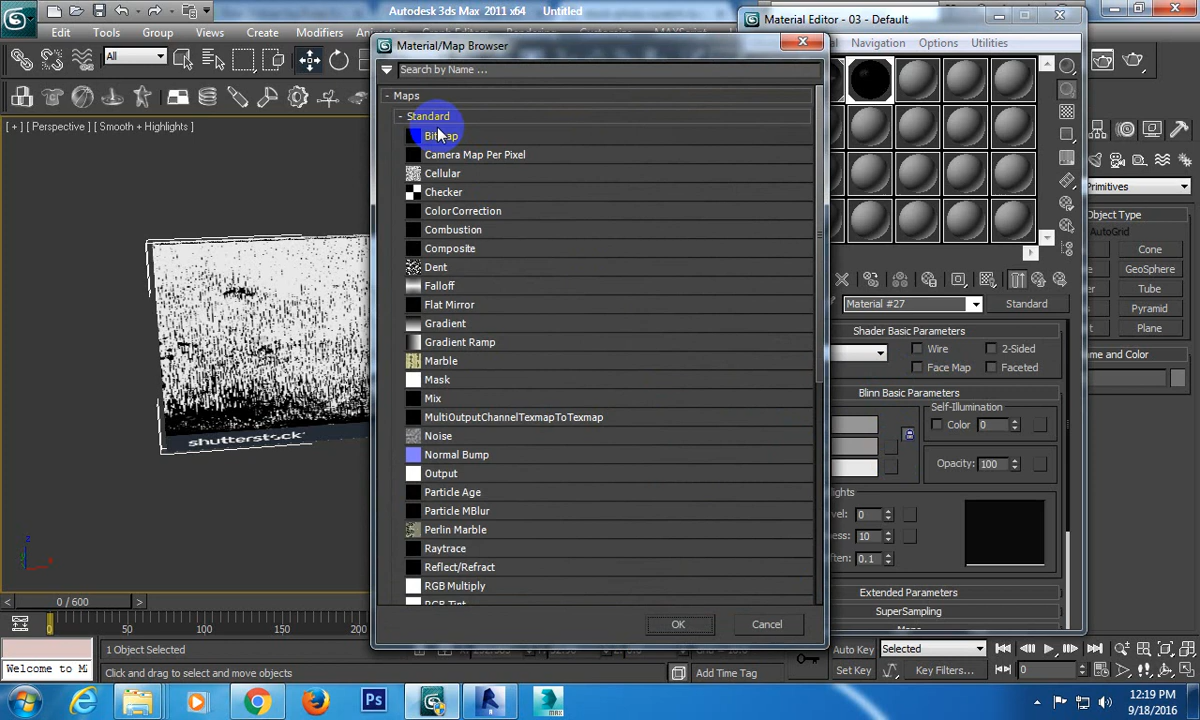 Autodesk 3ds Max 2011 x64 Untitled
Material Editor - 03 - Default
Edit Tools Group Views Create Modifiers
Navigation Options Utilities
Material/Map Browser
All
Search by Name ...
- Maps
- Standard
Bitmap
Camera Map Per Pixel
Cellular
Checker
Color Correction
Combustion
Composite
Dent
Falloff
Flat Mirror
Gradient
Gradient Ramp
Marble
Mask
Mix
MultiOutputChannelTexmapToTexmap
Noise
Normal Bump
Output
Particle Age
Particle MBlur
Perlin Marble
Raytrace
Reflect/Refract
RGB Multiply
RGB Tint
OK
Cancel
[ + ] [ Perspective ] [ Smooth + Highlights ]
shutterstock
z
x
Material #27
Standard
Shader Basic Parameters
Wire
2-Sided
Face Map
Faceted
Blinn Basic Parameters
Self-Illumination
Color 0
Opacity: 100
0
10
0.1
Extended Parameters
SuperSampling
Maps
Primitives
Object Type
AutoGrid
Cone
GeoSphere
Tube
Pyramid
Plane
< 0 / 600 >
0 50 100 150 200
1 Object Selected
Welcome to M
Click and drag to select and move objects
Add Time Tag
Auto Key
Selected
Set Key
Key Filters...
0
Ps
12:19 PM
9/18/2016